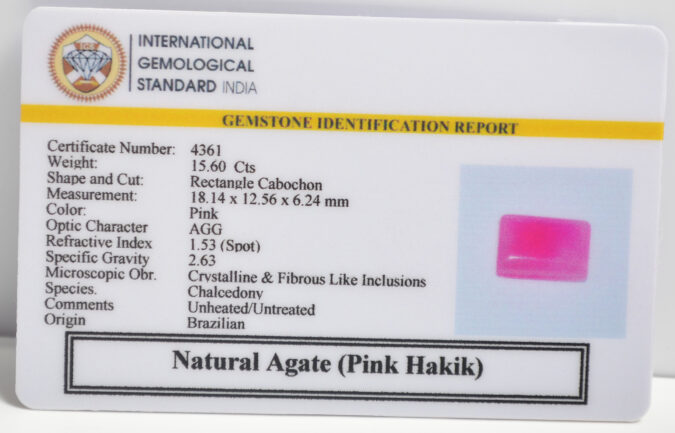 INTERNATIONAL
GEMOLOGICAL
STANDARD INDIA
GEMSTONE IDENTIFICATION REPORT
Certificate Number: 4361
Weight: 15.60 Cts
Shape and Cut: Rectangle Cabochon
Measurement: 18.14 x 12.56 x 6.24 mm
Color: Pink
Optic Character AGG
Refractive Index 1.53 (Spot)
Specific Gravity 2.63
Microscopic Obr. Crystalline & Fibrous Like Inclusions
Species. Chalcedony
Comments Unheated/Untreated
Origin Brazilian
Natural Agate (Pink Hakik)